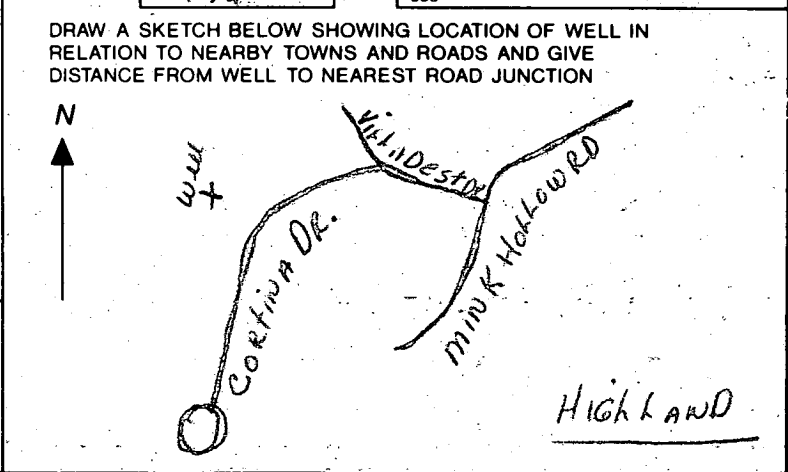 DRAW A SKETCH BELOW SHOWING LOCATION OF WELL IN
RELATION TO NEARBY TOWNS AND ROADS AND GIVE
DISTANCE FROM WELL TO NEAREST ROAD JUNCTION
N
well
+
CORTINA DR.
MINK HOLLOW RD
HIGHLAND